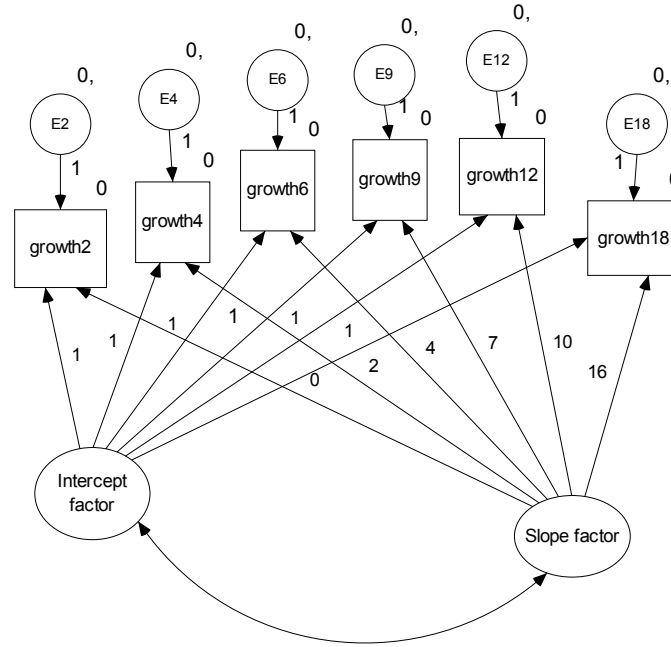 0,
0,
0,
0,
0,
0,
E2
E4
E6
E9
E12
E18
1
1
1
1
1
1
0
0
0
0
0
growth2
growth4
growth6
growth9
growth12
growth18
1
1
1
1
1
1
0
2
4
7
10
16
Intercept
factor
Slope factor